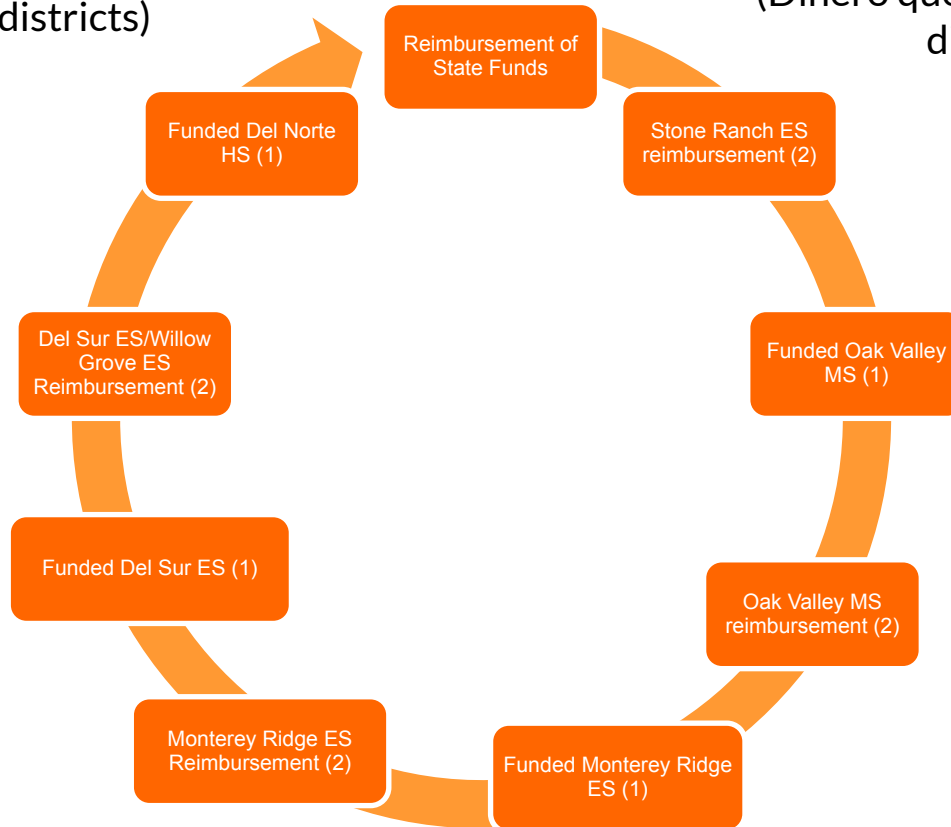 districts)
(Dinero que
d
Reimbursement of
State Funds
Stone Ranch ES
reimbursement (2)
Funded Oak Valley
MS (1)
Oak Valley MS
reimbursement (2)
Funded Monterey Ridge
ES (1)
Monterey Ridge ES
Reimbursement (2)
Funded Del Sur ES (1)
Del Sur ES/Willow
Grove ES
Reimbursement (2)
Funded Del Norte
HS (1)